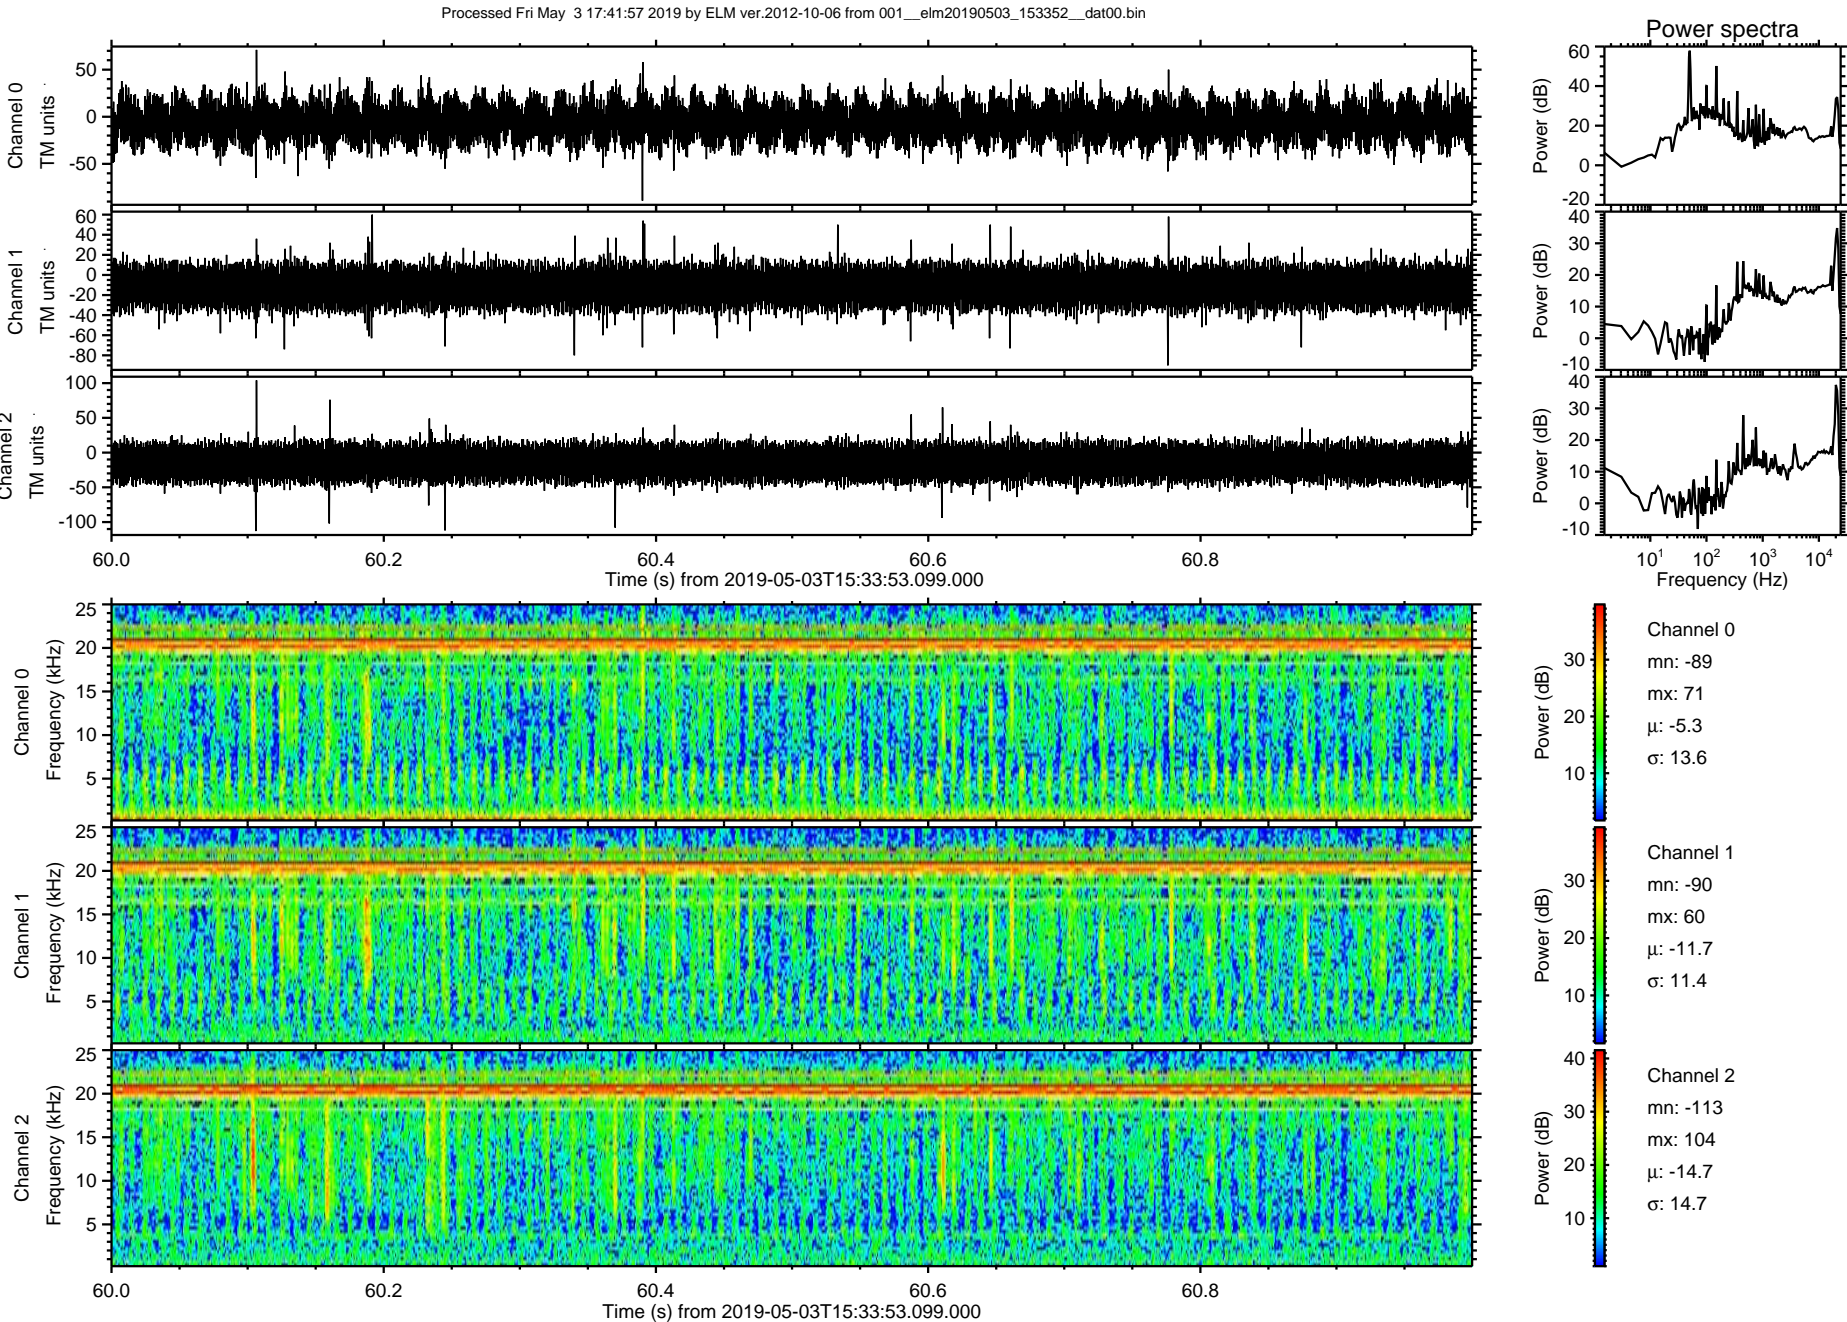 Processed Fri May  3 17:41:57 2019 by ELM ver.2012-10-06 from 001__elm20190503_153352__dat00.bin
Power spectra
Channel 0
TM units
50
0
-50
Power (dB)
60
40
20
0
-20
Channel 1
TM units
60
40
20
0
-20
-40
-60
-80
Power (dB)
40
30
20
10
0
-10
Channel 2
TM units
100
50
0
-50
-100
Power (dB)
40
30
20
10
0
-10
60.0 60.2 60.4 60.6 60.8
Time (s) from 2019-05-03T15:33:53.099.000
10^1 10^2 10^3 10^4
Frequency (Hz)
Channel 0
Frequency (kHz)
25
20
15
10
5
Power (dB)
30
20
10
Channel 0
mn: -89
mx: 71
μ: -5.3
σ: 13.6
Channel 1
Frequency (kHz)
25
20
15
10
5
Power (dB)
30
20
10
Channel 1
mn: -90
mx: 60
μ: -11.7
σ: 11.4
Channel 2
Frequency (kHz)
25
20
15
10
5
Power (dB)
40
30
20
10
Channel 2
mn: -113
mx: 104
μ: -14.7
σ: 14.7
60.0 60.2 60.4 60.6 60.8
Time (s) from 2019-05-03T15:33:53.099.000